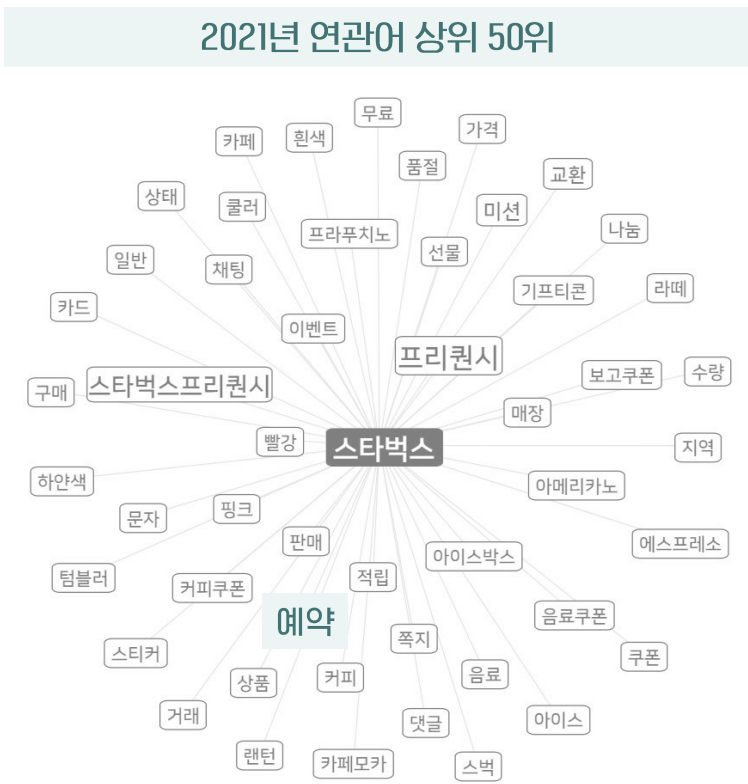 2021년 연관어 상위 50위
무료
가격
카페
흰색
품절
교환
상태
쿨러
미션
프라푸치노
나눔
선물
일반
채팅
기프티콘
라떼
카드
이벤트
프리퀀시
보고쿠폰
수량
구매
스타벅스프리퀀시
매장
빨강
스타벅스
지역
하얀색
아메리카노
문자
핑크
에스프레소
판매
아이스박스
텀블러
커피쿠폰
적립
예약
음료쿠폰
쪽지
스티커
쿠폰
상품
커피
음료
거래
댓글
아이스
랜턴
카페모카
스벅